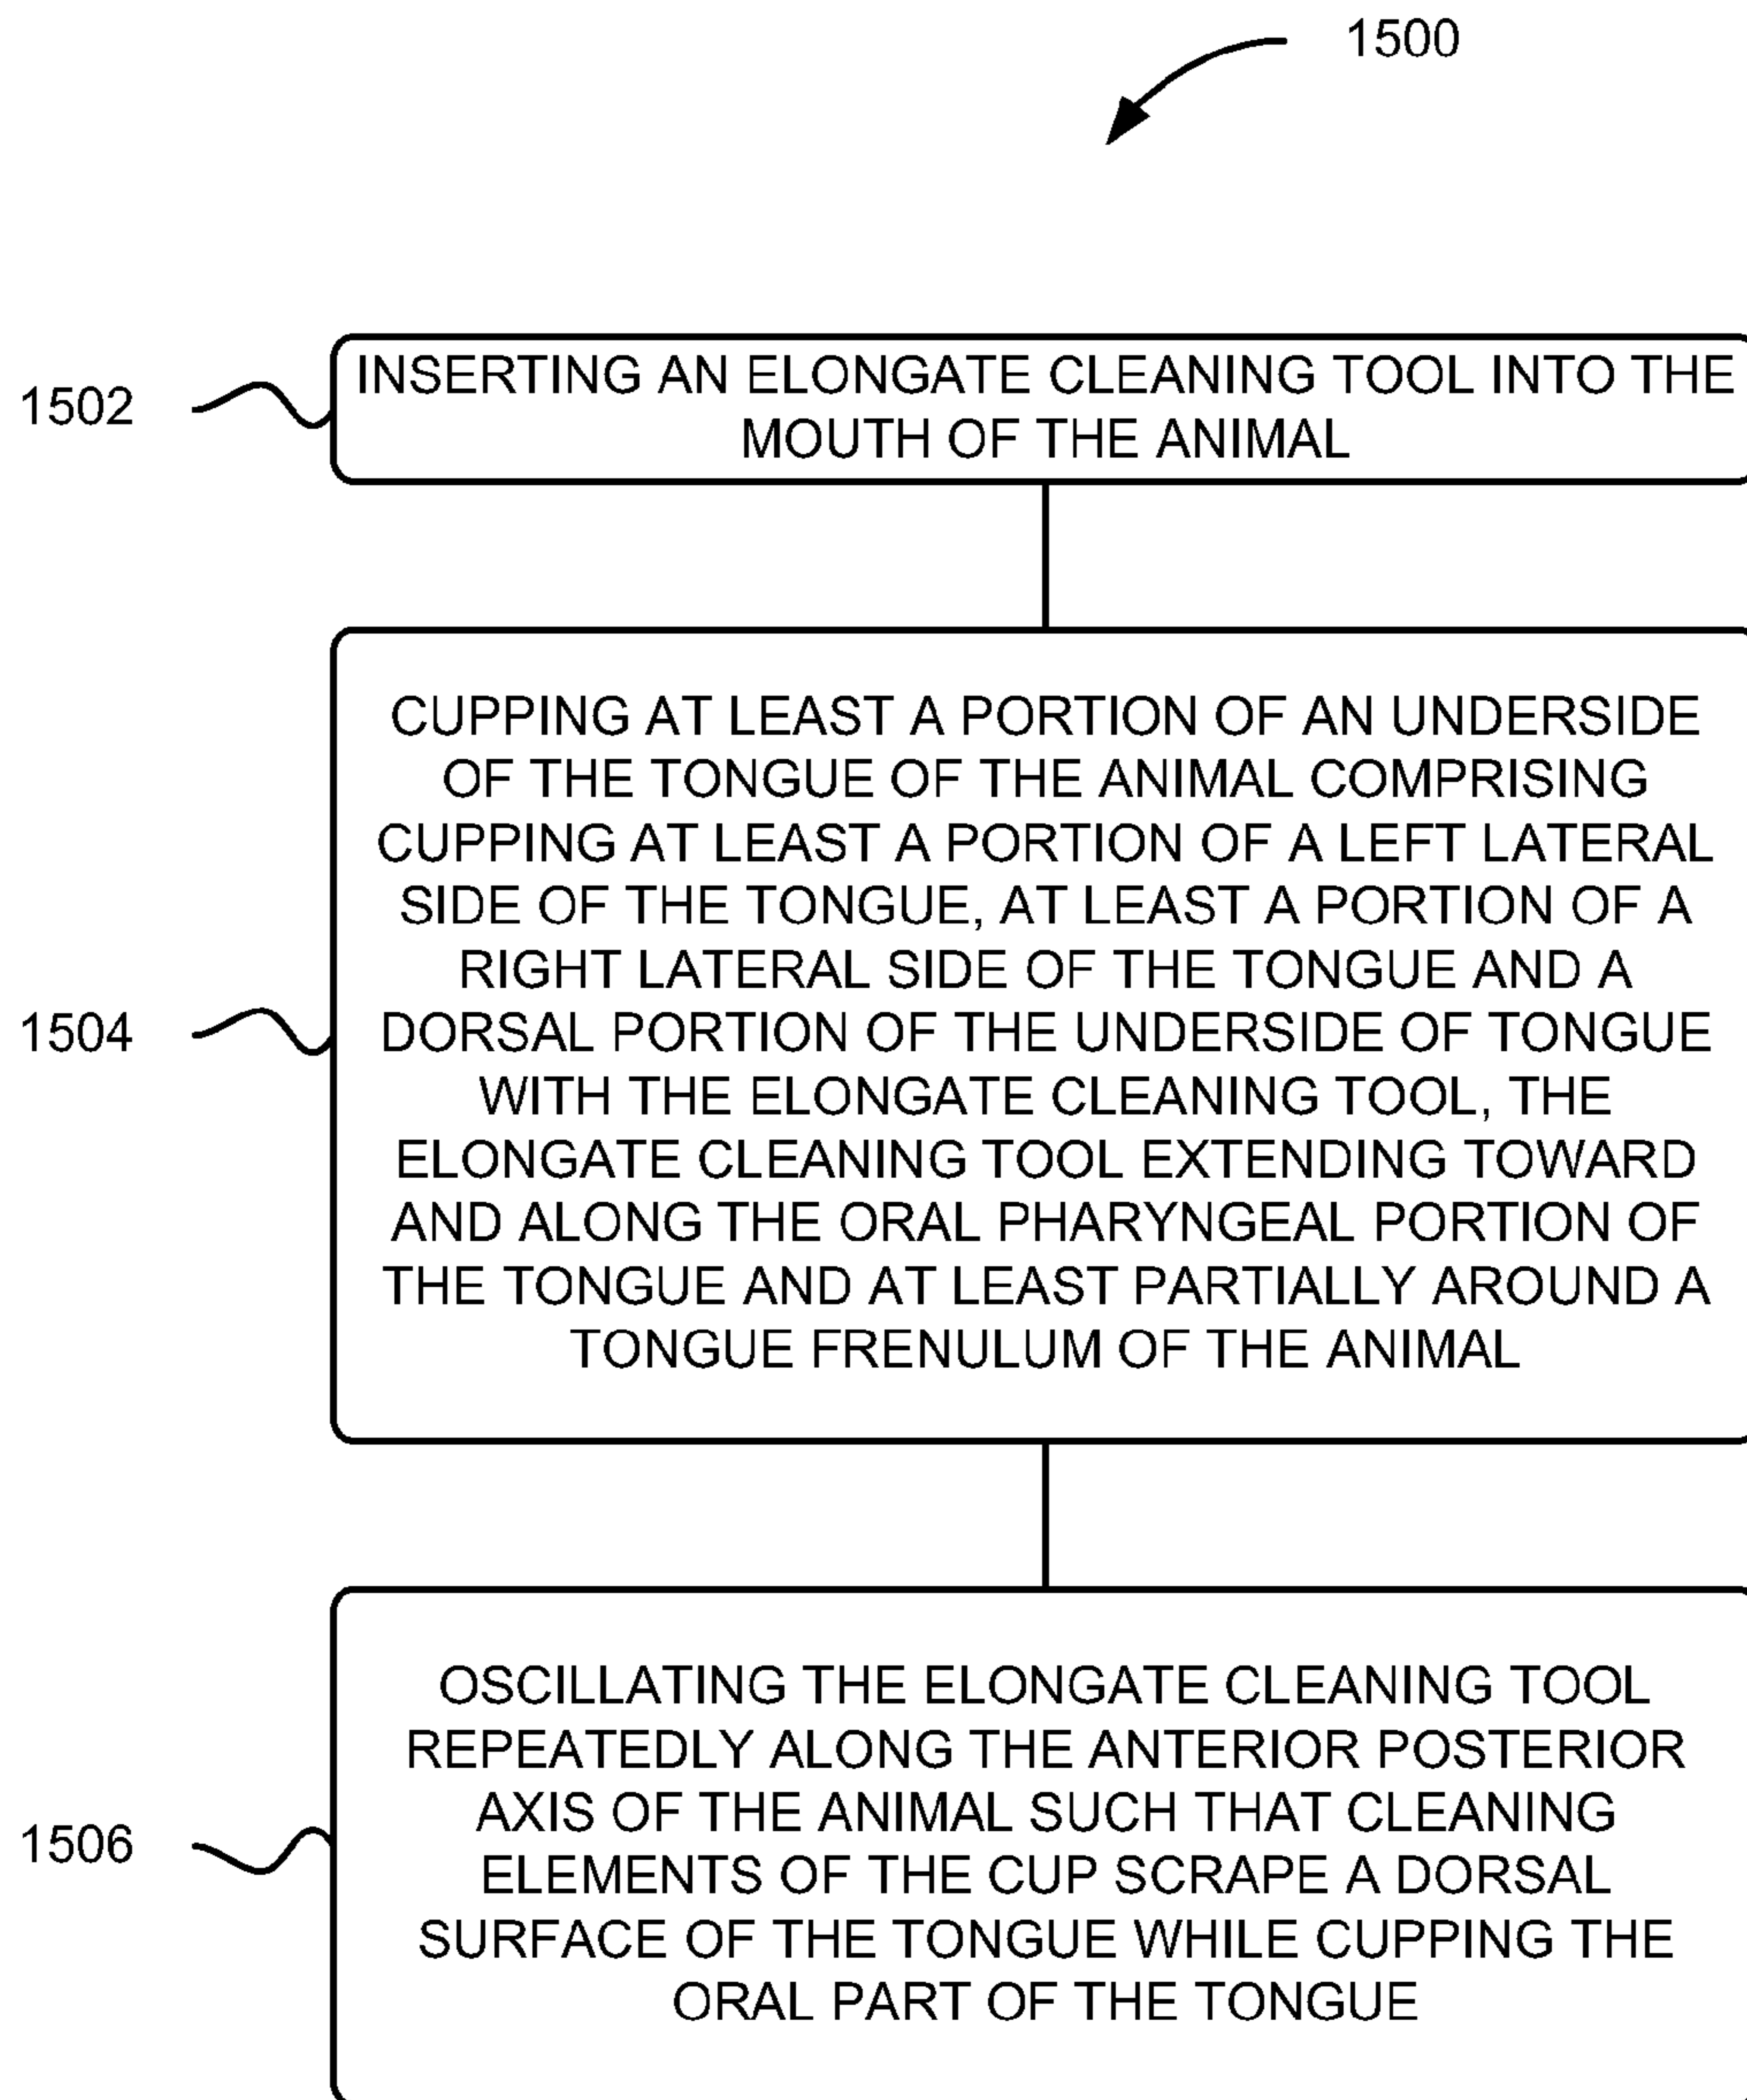 1500
1502
INSERTING AN ELONGATE CLEANING TOOL INTO THE
MOUTH OF THE ANIMAL
1504
CUPPING AT LEAST A PORTION OF AN UNDERSIDE
OF THE TONGUE OF THE ANIMAL COMPRISING
CUPPING AT LEAST A PORTION OF A LEFT LATERAL
SIDE OF THE TONGUE, AT LEAST A PORTION OF A
RIGHT LATERAL SIDE OF THE TONGUE AND A
DORSAL PORTION OF THE UNDERSIDE OF TONGUE
WITH THE ELONGATE CLEANING TOOL, THE
ELONGATE CLEANING TOOL EXTENDING TOWARD
AND ALONG THE ORAL PHARYNGEAL PORTION OF
THE TONGUE AND AT LEAST PARTIALLY AROUND A
TONGUE FRENULUM OF THE ANIMAL
1506
OSCILLATING THE ELONGATE CLEANING TOOL
REPEATEDLY ALONG THE ANTERIOR POSTERIOR
AXIS OF THE ANIMAL SUCH THAT CLEANING
ELEMENTS OF THE CUP SCRAPE A DORSAL
SURFACE OF THE TONGUE WHILE CUPPING THE
ORAL PART OF THE TONGUE